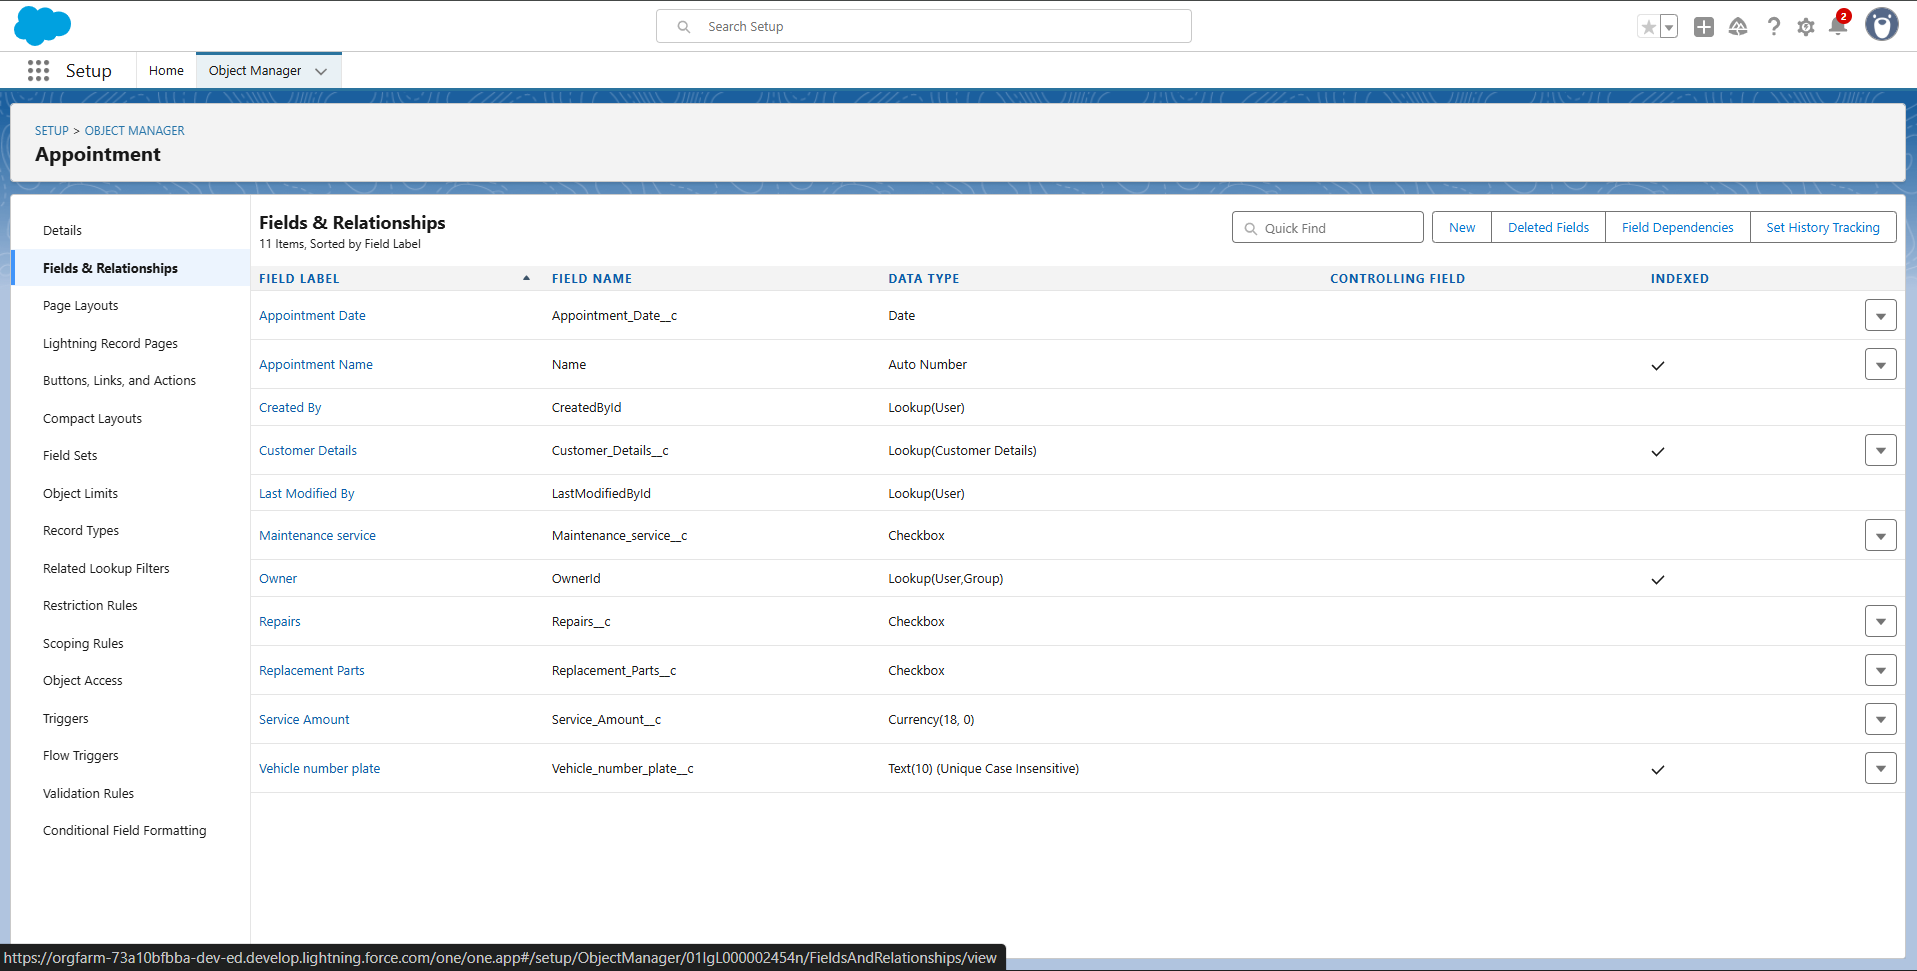 Search Setup
2
Setup
Home
Object Manager
SETUP > OBJECT MANAGER
Appointment
Details
Fields & Relationships
Page Layouts
Lightning Record Pages
Buttons, Links, and Actions
Compact Layouts
Field Sets
Object Limits
Record Types
Related Lookup Filters
Restriction Rules
Scoping Rules
Object Access
Triggers
Flow Triggers
Validation Rules
Conditional Field Formatting
Fields & Relationships
11 Items, Sorted by Field Label
Quick Find
New
Deleted Fields
Field Dependencies
Set History Tracking
FIELD LABEL FIELD NAME DATA TYPE CONTROLLING FIELD INDEXED
Appointment Date Appointment_Date__c Date
Appointment Name Name Auto Number
Created By CreatedById Lookup(User)
Customer Details Customer_Details__c Lookup(Customer Details)
Last Modified By LastModifiedById Lookup(User)
Maintenance service Maintenance_service__c Checkbox
Owner OwnerId Lookup(User,Group)
Repairs Repairs__c Checkbox
Replacement Parts Replacement_Parts__c Checkbox
Service Amount Service_Amount__c Currency(18, 0)
Vehicle number plate Vehicle_number_plate__c Text(10) (Unique Case Insensitive)
https://orgfarm-73a10bfbba-dev-ed.develop.lightning.force.com/one/one.app#/setup/ObjectManager/01IgL000002454n/FieldsAndRelationships/view